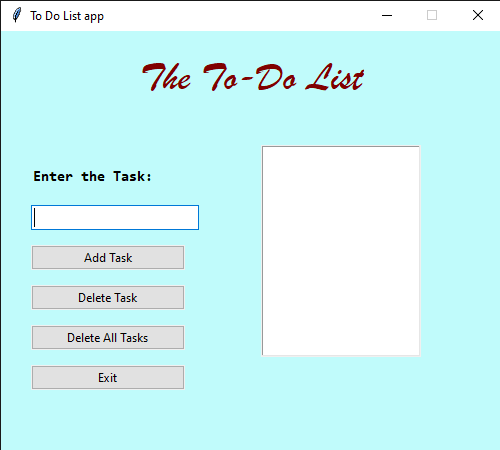 To Do List app
The To-Do List
Enter the Task:
Add Task
Delete Task
Delete All Tasks
Exit